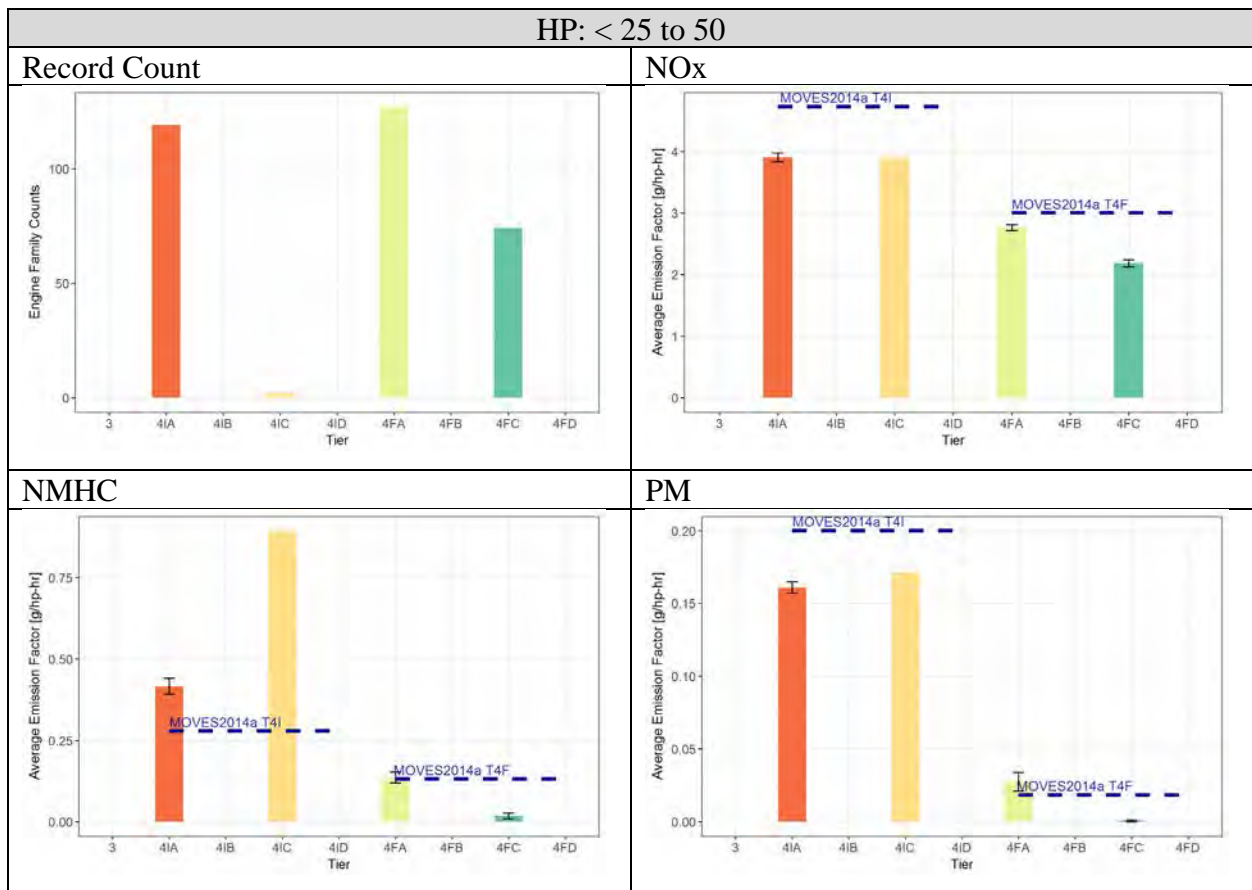 HP: < 25 to 50
Record Count
NOx
Engine Family Counts
100
50
0
3 4IA 4IB 4IC 4ID 4FA 4FB 4FC 4FD
Tier
MOVES2014a T4I
MOVES2014a T4F
Average Emission Factor [g/hp-hr]
4
3
2
1
0
3 4IA 4IB 4IC 4ID 4FA 4FB 4FC 4FD
Tier
NMHC
PM
Average Emission Factor [g/hp-hr]
0.75
0.50
0.25
0.00
MOVES2014a T4I
MOVES2014a T4F
3 4IA 4IB 4IC 4ID 4FA 4FB 4FC 4FD
Tier
Average Emission Factor [g/hp-hr]
0.20
0.15
0.10
0.05
0.00
MOVES2014a T4I
MOVES2014a T4F
3 4IA 4IB 4IC 4ID 4FA 4FB 4FC 4FD
Tier